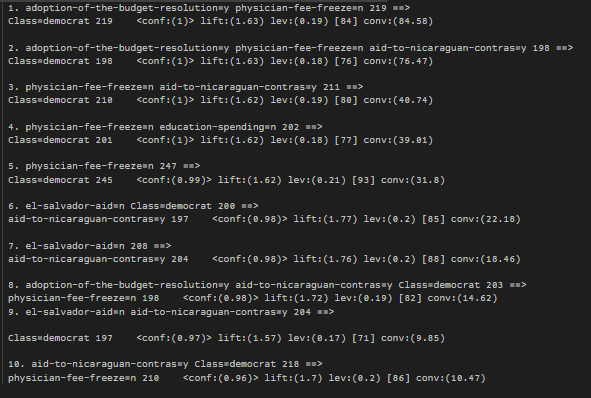 1. adoption-of-the-budget-resolution=y physician-fee-freeze=n 219 ==>
Class=democrat 219    <conf:(1)> lift:(1.63) lev:(0.19) [84] conv:(84.58)
2. adoption-of-the-budget-resolution=y physician-fee-freeze=n aid-to-nicaraguan-contras=y 198 ==>
Class=democrat 198    <conf:(1)> lift:(1.63) lev:(0.18) [76] conv:(76.47)
3. physician-fee-freeze=n aid-to-nicaraguan-contras=y 211 ==>
Class=democrat 210    <conf:(1)> lift:(1.62) lev:(0.19) [80] conv:(40.74)
4. physician-fee-freeze=n education-spending=n 202 ==>
Class=democrat 201    <conf:(1)> lift:(1.62) lev:(0.18) [77] conv:(39.01)
5. physician-fee-freeze=n 247 ==>
Class=democrat 245    <conf:(0.99)> lift:(1.62) lev:(0.21) [93] conv:(31.8)
6. el-salvador-aid=n Class=democrat 200 ==>
aid-to-nicaraguan-contras=y 197    <conf:(0.98)> lift:(1.77) lev:(0.2) [85] conv:(22.18)
7. el-salvador-aid=n 208 ==>
aid-to-nicaraguan-contras=y 204    <conf:(0.98)> lift:(1.76) lev:(0.2) [88] conv:(18.46)
8. adoption-of-the-budget-resolution=y aid-to-nicaraguan-contras=y Class=democrat 203 ==>
physician-fee-freeze=n 198    <conf:(0.98)> lift:(1.72) lev:(0.19) [82] conv:(14.62)
9. el-salvador-aid=n aid-to-nicaraguan-contras=y 204 ==>
Class=democrat 197    <conf:(0.97)> lift:(1.57) lev:(0.17) [71] conv:(9.85)
10. aid-to-nicaraguan-contras=y Class=democrat 218 ==>
physician-fee-freeze=n 210    <conf:(0.96)> lift:(1.7) lev:(0.2) [86] conv:(10.47)